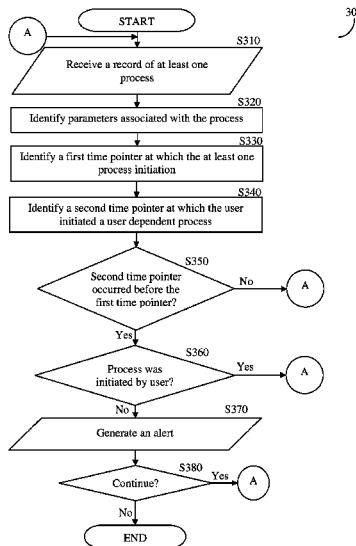 30
START
A
S310
Receive a record of at least one
process
S320
Identify parameters associated with the process
S330
Identify a first time pointer at which the at least one
process initiation
S340
Identify a second time pointer at which the user
initiated a user dependent process
S350
Second time pointer
occurred before the
first time pointer?
No
A
Yes
S360
Process was
initiated by user?
Yes
A
No
S370
Generate an alert
S380
Continue?
Yes
A
No
END